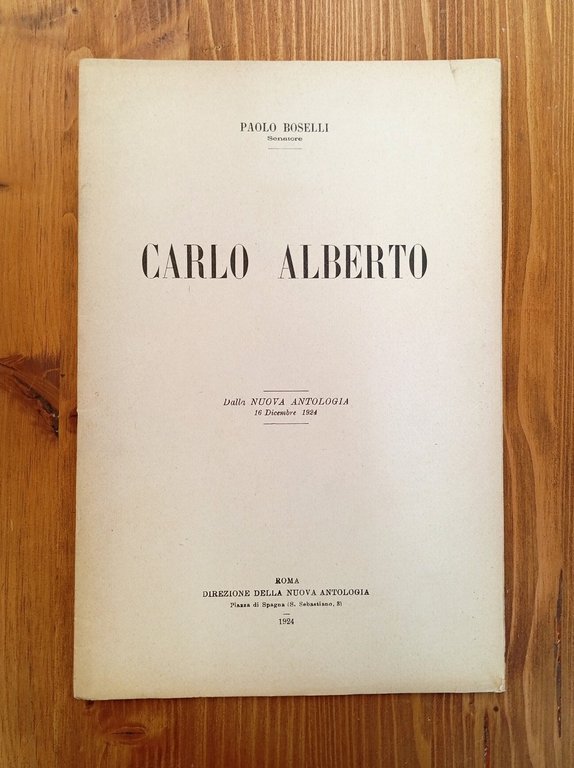 PAOLO BOSELLI
Senatore
CARLO ALBERTO
Dalla NUOVA ANTOLOGIA
16 Dicembre 1924
ROMA
DIREZIONE DELLA NUOVA ANTOLOGIA
Piazza di Spagna (S. Sebastiano, 3)
1924